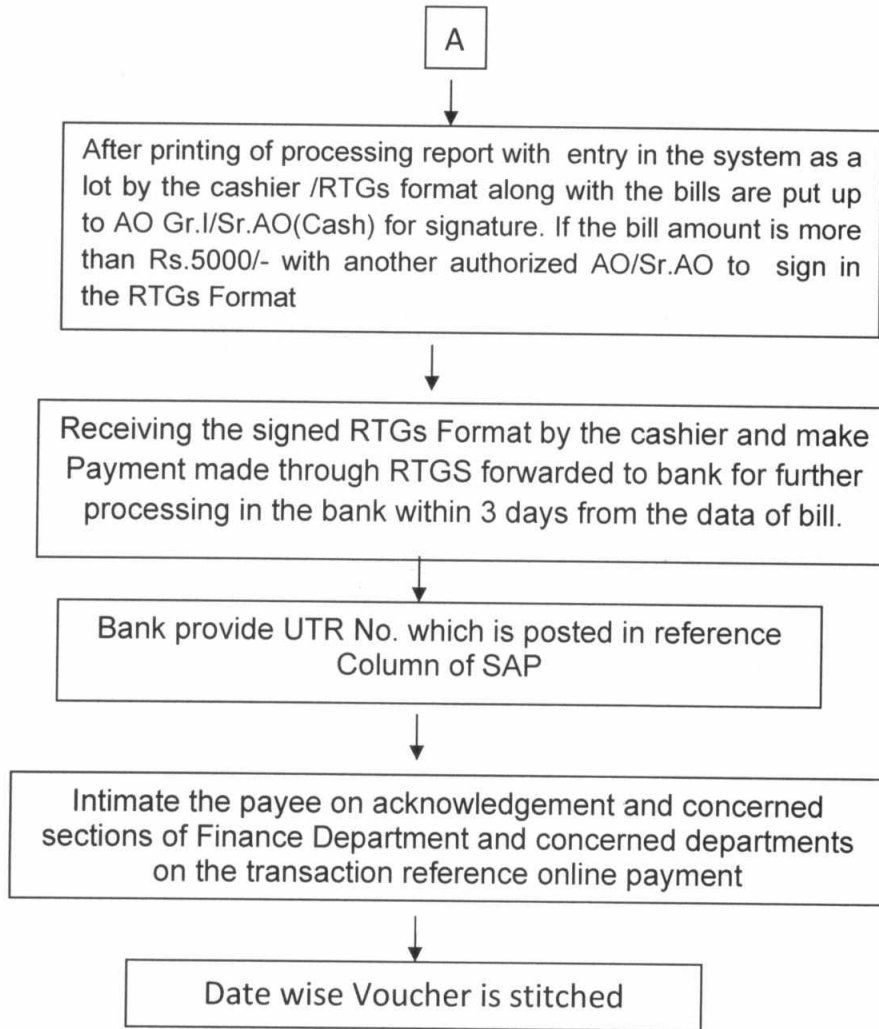 A
After printing of processing report with entry in the system as a
lot by the cashier /RTGs format along with the bills are put up
to AO Gr.I/Sr.AO(Cash) for signature. If the bill amount is more
than Rs.5000/- with another authorized AO/Sr.AO to sign in
the RTGs Format
Receiving the signed RTGs Format by the cashier and make
Payment made through RTGS forwarded to bank for further
processing in the bank within 3 days from the data of bill.
Bank provide UTR No. which is posted in reference
Column of SAP
Intimate the payee on acknowledgement and concerned
sections of Finance Department and concerned departments
on the transaction reference online payment
Date wise Voucher is stitched